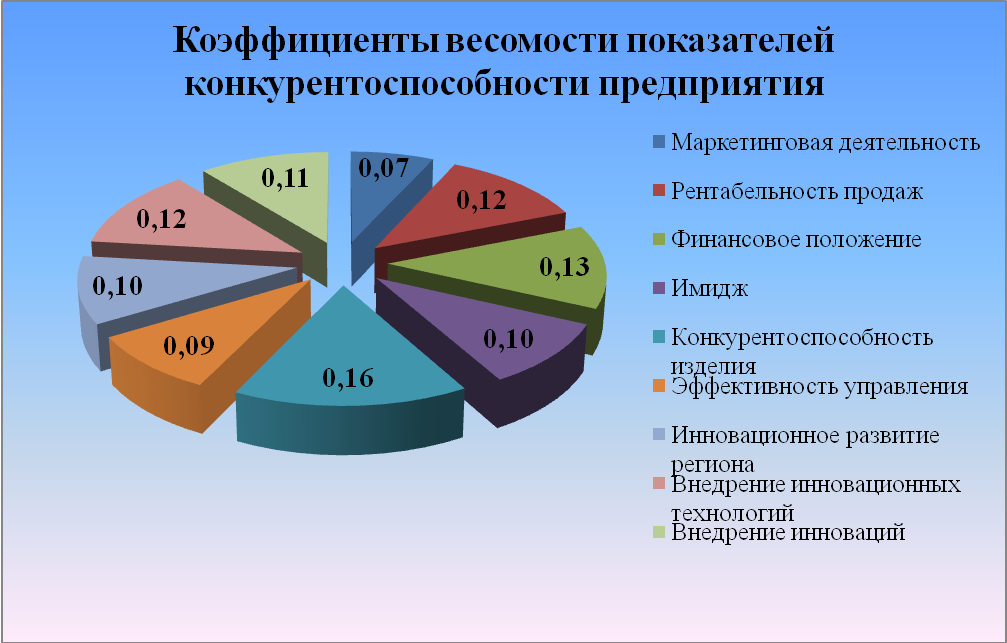 Коэффициенты весомости показателей
конкурентоспособности предприятия
0,07
0,12
0,13
0,10
0,16
0,09
0,10
0,12
0,11
Маркетинговая деятельность
Рентабельность продаж
Финансовое положение
Имидж
Конкурентоспособность
изделия
Эффективность управления
Инновационное развитие
региона
Внедрение инновационных
технологий
Внедрение инноваций